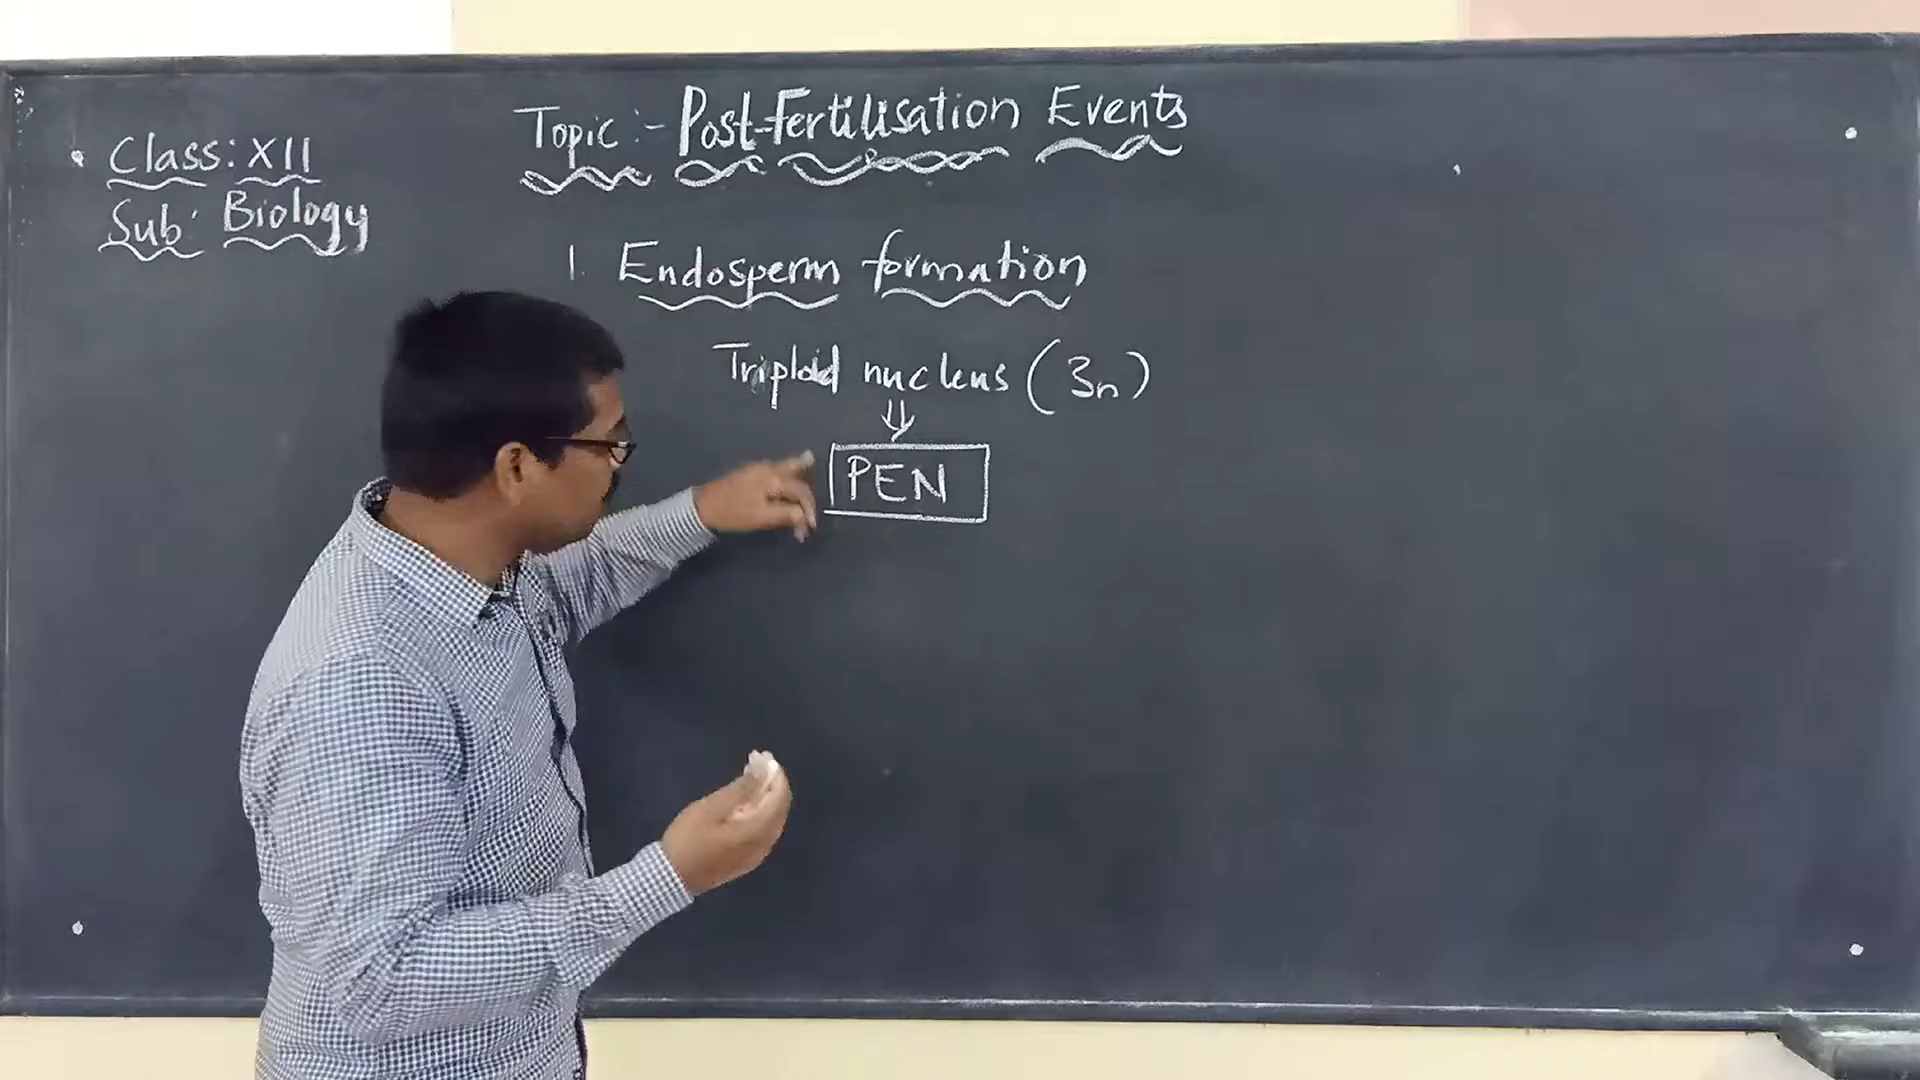 Class: XII
Sub: Biology
Topic :- Post-Fertilisation Events
1. Endosperm formation
Triploid nucleus (3n)
⇓
PEN